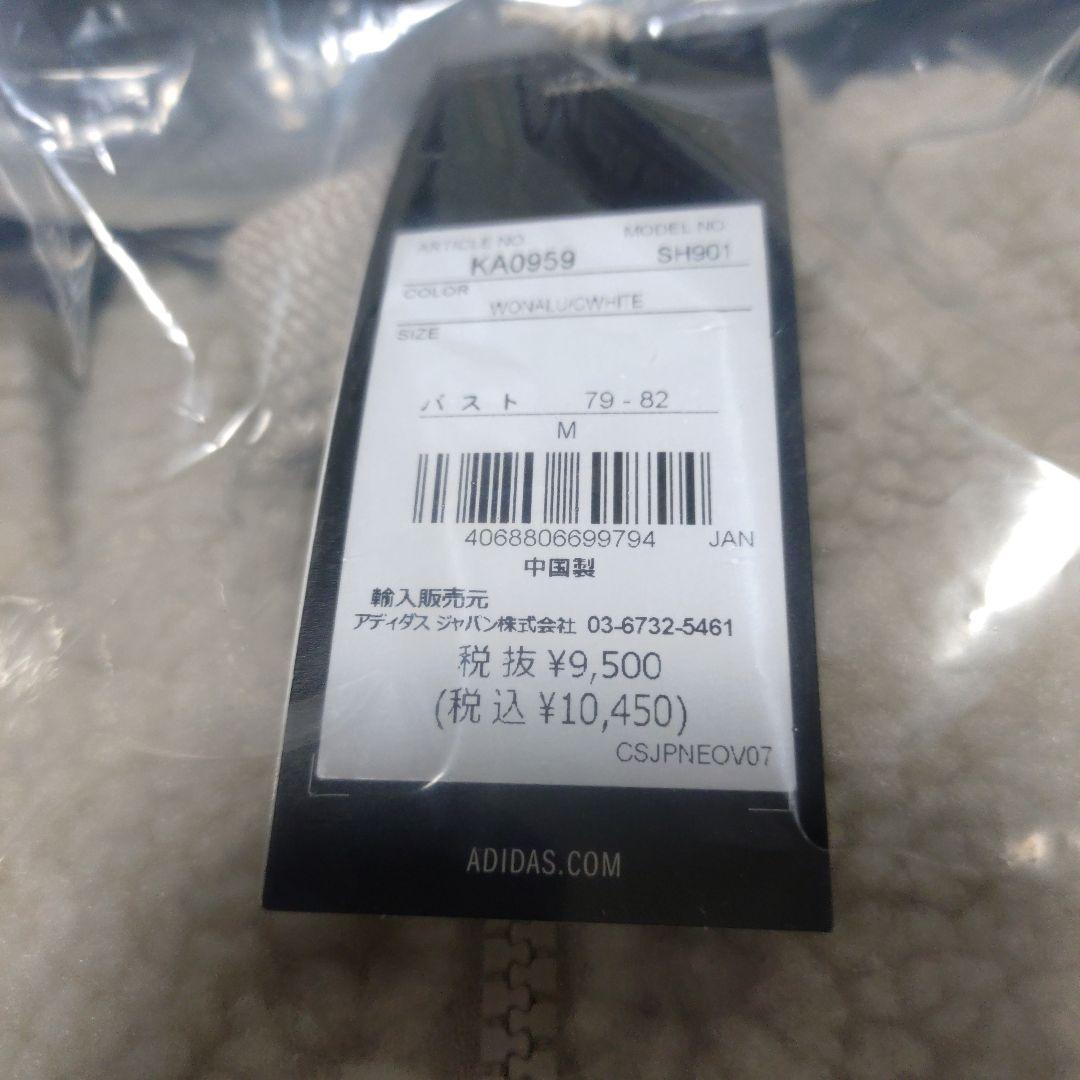 ARTICLE NO. MODEL NO.
KA0959 SH901
COLOR
WONALU/CWHITE
SIZE
バスト 79 - 82
M
4068806699794 JAN
中国製
輸入販売元
アディダス ジャパン株式会社 03-6732-5461
税抜 ¥9,500
(税込 ¥10,450)
CSJPNEOV07
ADIDAS.COM